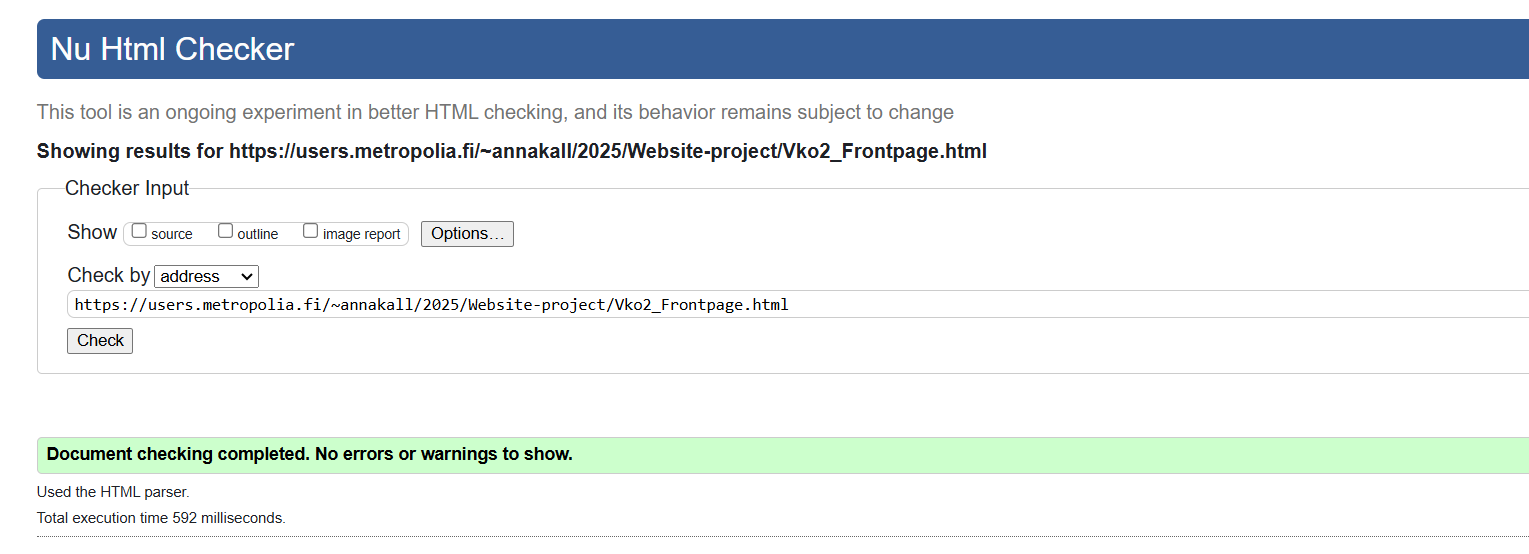 Nu Html Checker
This tool is an ongoing experiment in better HTML checking, and its behavior remains subject to change
Showing results for https://users.metropolia.fi/~annakall/2025/Website-project/Vko2_Frontpage.html
Checker Input
Show source outline image report Options...
Check by address
https://users.metropolia.fi/~annakall/2025/Website-project/Vko2_Frontpage.html
Check
Document checking completed. No errors or warnings to show.
Used the HTML parser.
Total execution time 592 milliseconds.